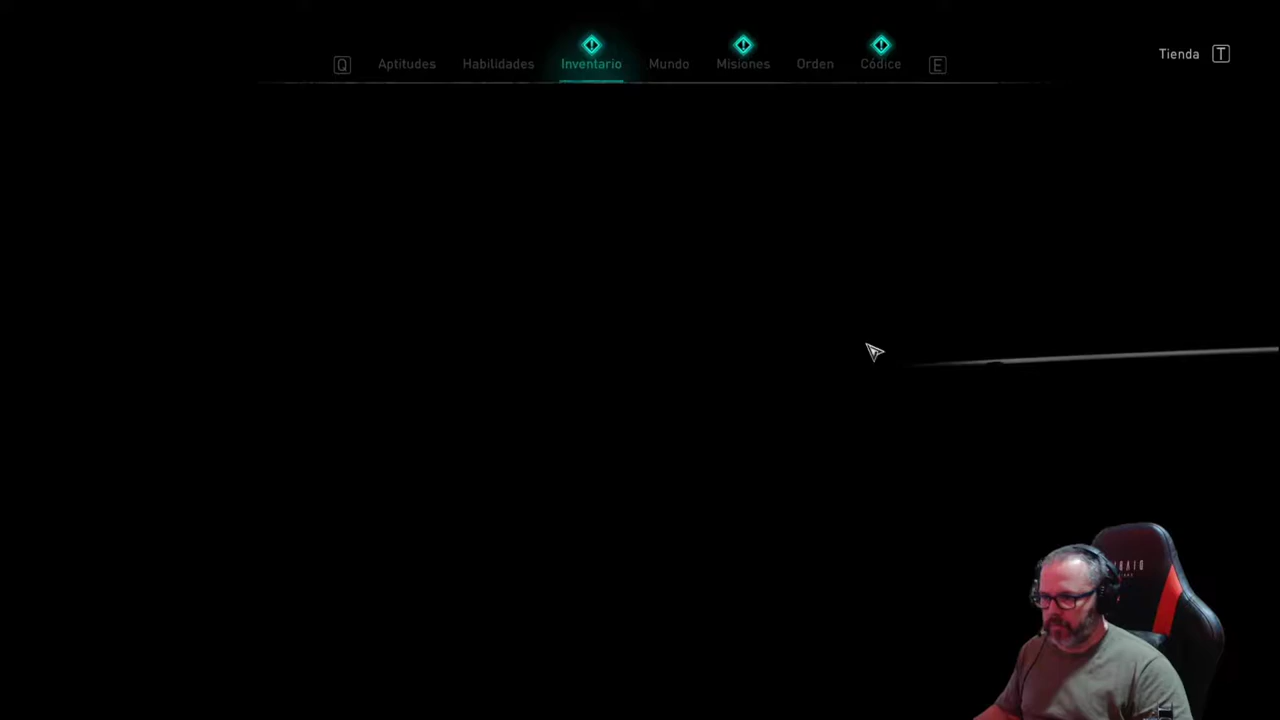 Q Aptitudes Habilidades Inventario Mundo Misiones Orden Códice E
Tienda T